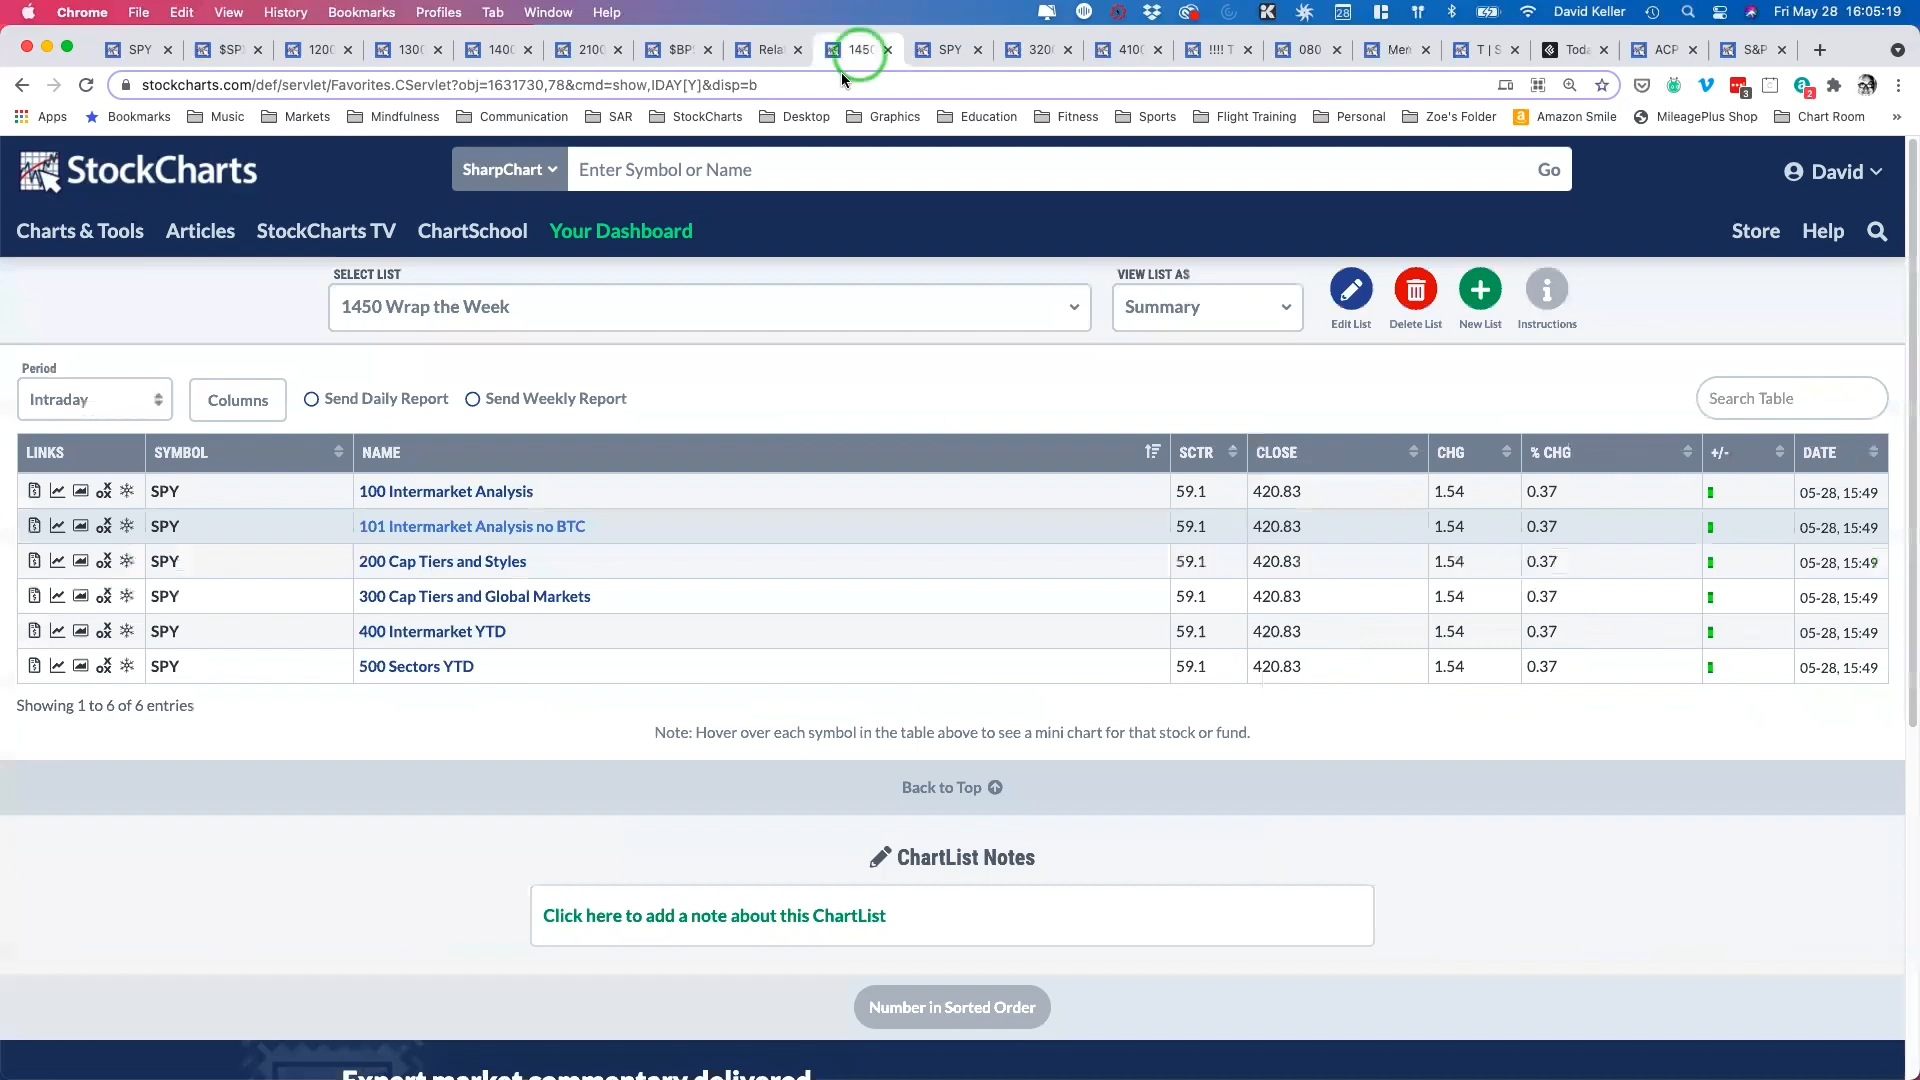 Chrome File Edit View History Bookmarks Profiles Tab Window Help 28 David Keller Fri May 28 16:05:19
SPY $SP 120 130 140 210 $BP Rela 145 SPY 320 410 !!!! T 080 Mem T | S Toda ACP S&P
stockcharts.com/def/servlet/Favorites.CServlet?obj=1631730,78&cmd=show,IDAY[Y]&disp=b 3 2
Apps Bookmarks Music Markets Mindfulness Communication SAR StockCharts Desktop Graphics Education Fitness Sports Flight Training Personal Zoe's Folder Amazon Smile MileagePlus Shop Chart Room »
StockCharts SharpChart Enter Symbol or Name Go David
Charts & Tools Articles StockCharts TV ChartSchool Your Dashboard Store Help
SELECT LIST VIEW LIST AS
1450 Wrap the Week Summary
Edit List Delete List New List Instructions
Period
Intraday Columns Send Daily Report Send Weekly Report Search Table
LINKS SYMBOL NAME SCTR CLOSE CHG % CHG +/- DATE
SPY 100 Intermarket Analysis 59.1 420.83 1.54 0.37 05-28, 15:49
SPY 101 Intermarket Analysis no BTC 59.1 420.83 1.54 0.37 05-28, 15:49
SPY 200 Cap Tiers and Styles 59.1 420.83 1.54 0.37 05-28, 15:49
SPY 300 Cap Tiers and Global Markets 59.1 420.83 1.54 0.37 05-28, 15:49
SPY 400 Intermarket YTD 59.1 420.83 1.54 0.37 05-28, 15:49
SPY 500 Sectors YTD 59.1 420.83 1.54 0.37 05-28, 15:49
Showing 1 to 6 of 6 entries
Note: Hover over each symbol in the table above to see a mini chart for that stock or fund.
Back to Top
ChartList Notes
Click here to add a note about this ChartList
Number in Sorted Order
Expert market commentary delivered